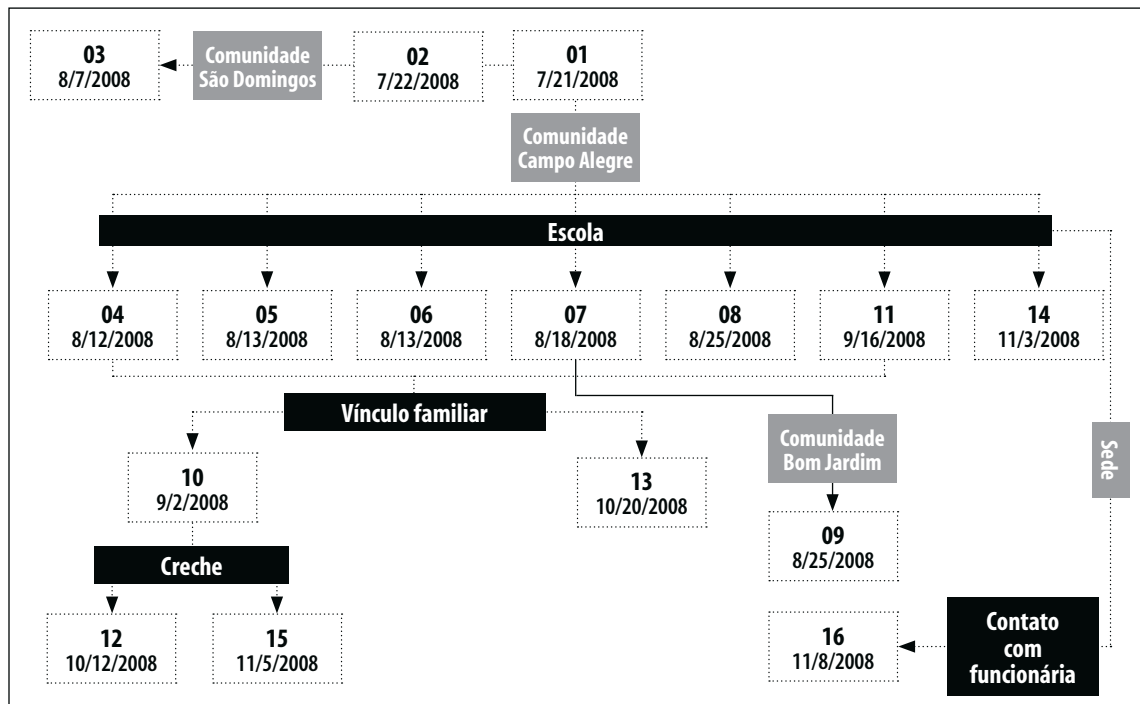 03
8/7/2008
Comunidade
São Domingos
02
7/22/2008
01
7/21/2008
Comunidade
Campo Alegre
Escola
04
8/12/2008
05
8/13/2008
06
8/13/2008
07
8/18/2008
08
8/25/2008
11
9/16/2008
14
11/3/2008
Vínculo familiar
Comunidade
Bom Jardim
Sede
10
9/2/2008
13
10/20/2008
09
8/25/2008
Creche
12
10/12/2008
15
11/5/2008
16
11/8/2008
Contato
com
funcionária